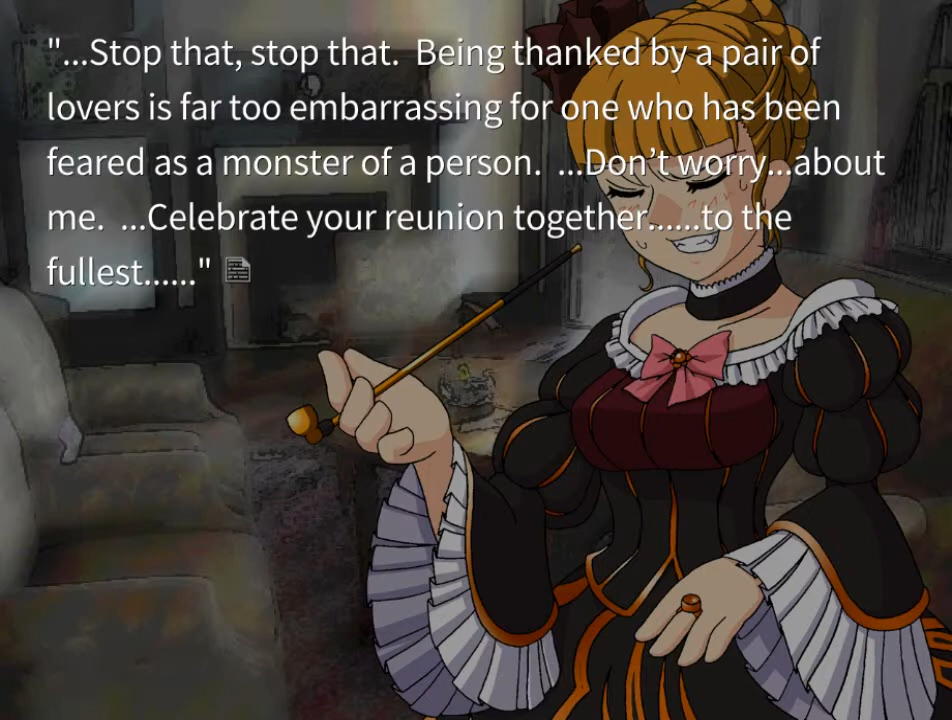 "...Stop that, stop that.  Being thanked by a pair of
lovers is far too embarrassing for one who has been
feared as a monster of a person.  ...Don’t worry...about
me.  ...Celebrate your reunion together......to the
fullest......"